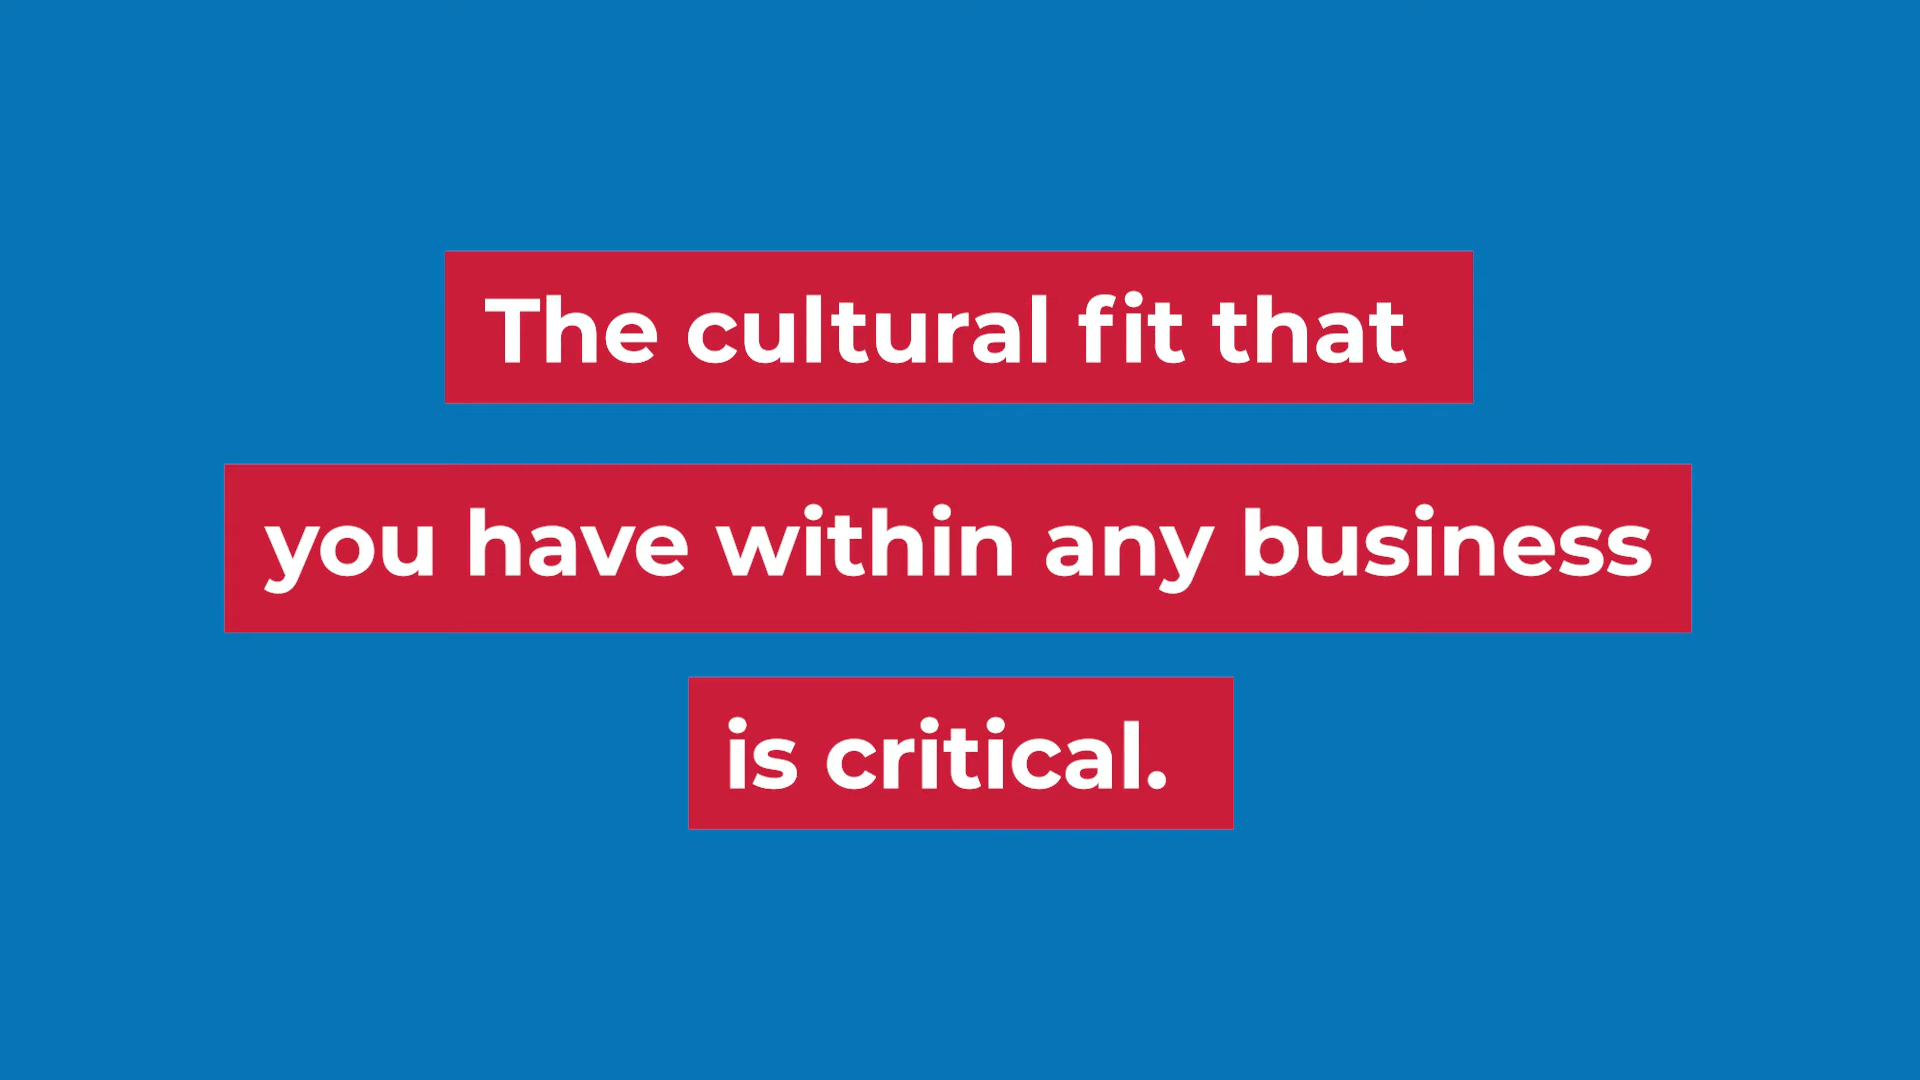 The cultural fit that
you have within any business
is critical.